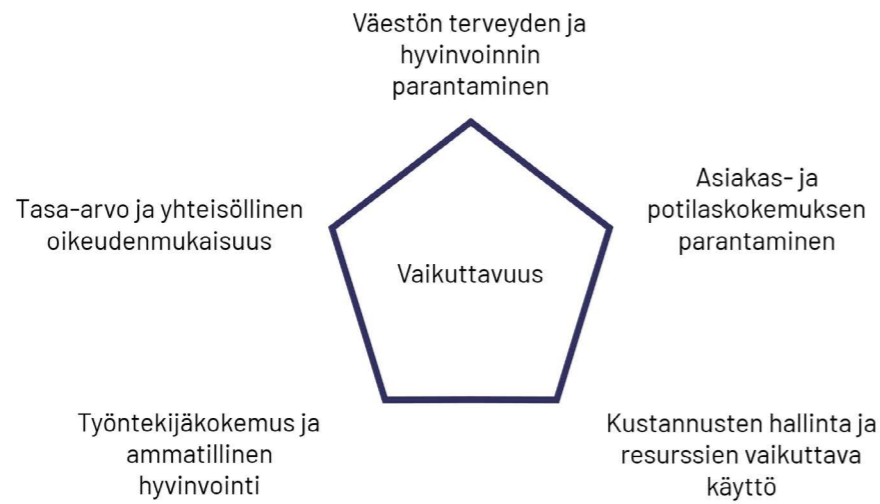 Väestön terveyden ja
hyvinvoinnin
parantaminen
Asiakas- ja
potilaskokemuksen
parantaminen
Tasa-arvo ja yhteisöllinen
oikeudenmukaisuus
Vaikuttavuus
Työntekijäkokemus ja
ammatillinen
hyvinvointi
Kustannusten hallinta ja
resurssien vaikuttava
käyttö